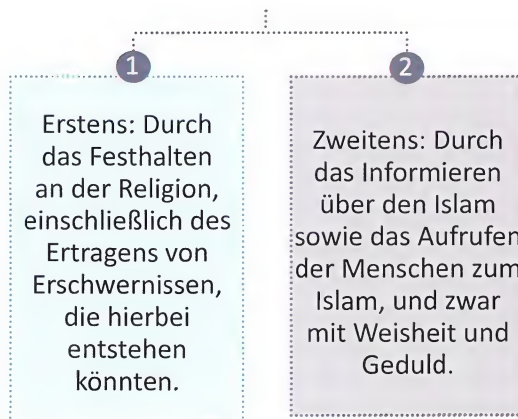 1
Erstens: Durch
das Festhalten
an der Religion,
einschließlich des
Ertragens von
Erschwernissen,
die hierbei
entstehen
könnten.
2
Zweitens: Durch
das Informieren
über den Islam
sowie das Aufrufen
der Menschen zum
Islam, und zwar
mit Weisheit und
Geduld.